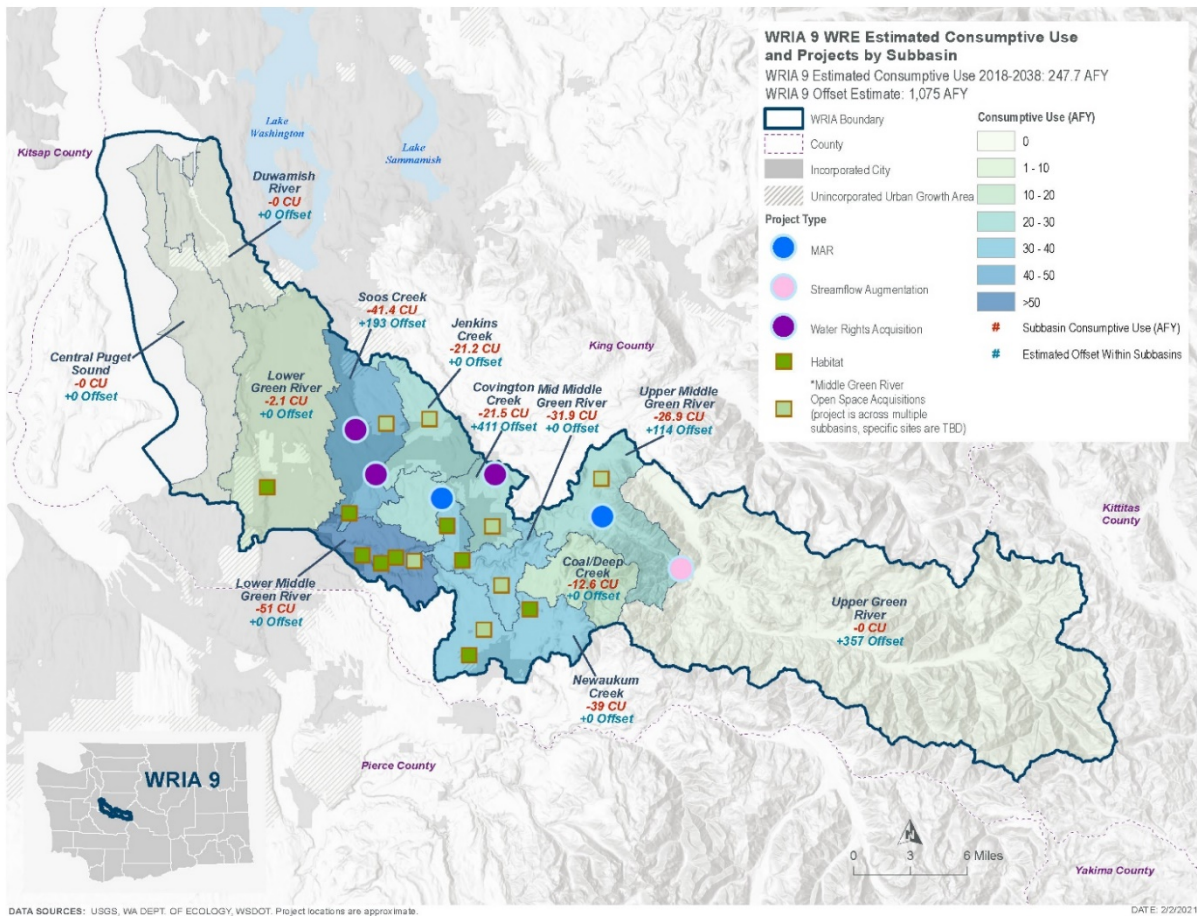 WRIA 9 WRE Estimated Consumptive Use
and Projects by Subbasin
WRIA 9 Estimated Consumptive Use 2018-2038: 247.7 AFY
WRIA 9 Offset Estimate: 1,075 AFY
WRIA Boundary
County
Incorporated City
Unincorporated Urban Growth Area
Project Type
MAR
Streamflow Augmentation
Water Rights Acquisition
Habitat
*Middle Green River
Open Space Acquisitions
(project is across multiple
subbasins, specific sites are TBD)
Consumptive Use (AFY)
0
1 - 10
10 - 20
20 - 30
30 - 40
40 - 50
>50
# Subbasin Consumptive Use (AFY)
# Estimated Offset Within Subbasins
Lake
Washington
Lake
Sammamish
Kitsap County
Duwamish
River
-0 CU
+0 Offset
Central Puget
Sound
-0 CU
+0 Offset
Lower
Green River
-2.1 CU
+0 Offset
Soos Creek
-41.4 CU
+193 Offset
Jenkins
Creek
-21.2 CU
+0 Offset
King County
Covington
Creek
-21.5 CU
+411 Offset
Mid Middle
Green River
-31.9 CU
+0 Offset
Upper Middle
Green River
-26.9 CU
+114 Offset
Kittitas
County
Lower Middle
Green River
-51 CU
+0 Offset
Coal/Deep
Creek
-12.6 CU
+0 Offset
Upper Green
River
-0 CU
+357 Offset
Newaukum
Creek
-39 CU
+0 Offset
Pierce County
Yakima County
WRIA 9
N
0 3 6 Miles
DATA SOURCES: USGS, WA DEPT. OF ECOLOGY, WSDOT. Project locations are approximate.
DATE: 2/2/2021